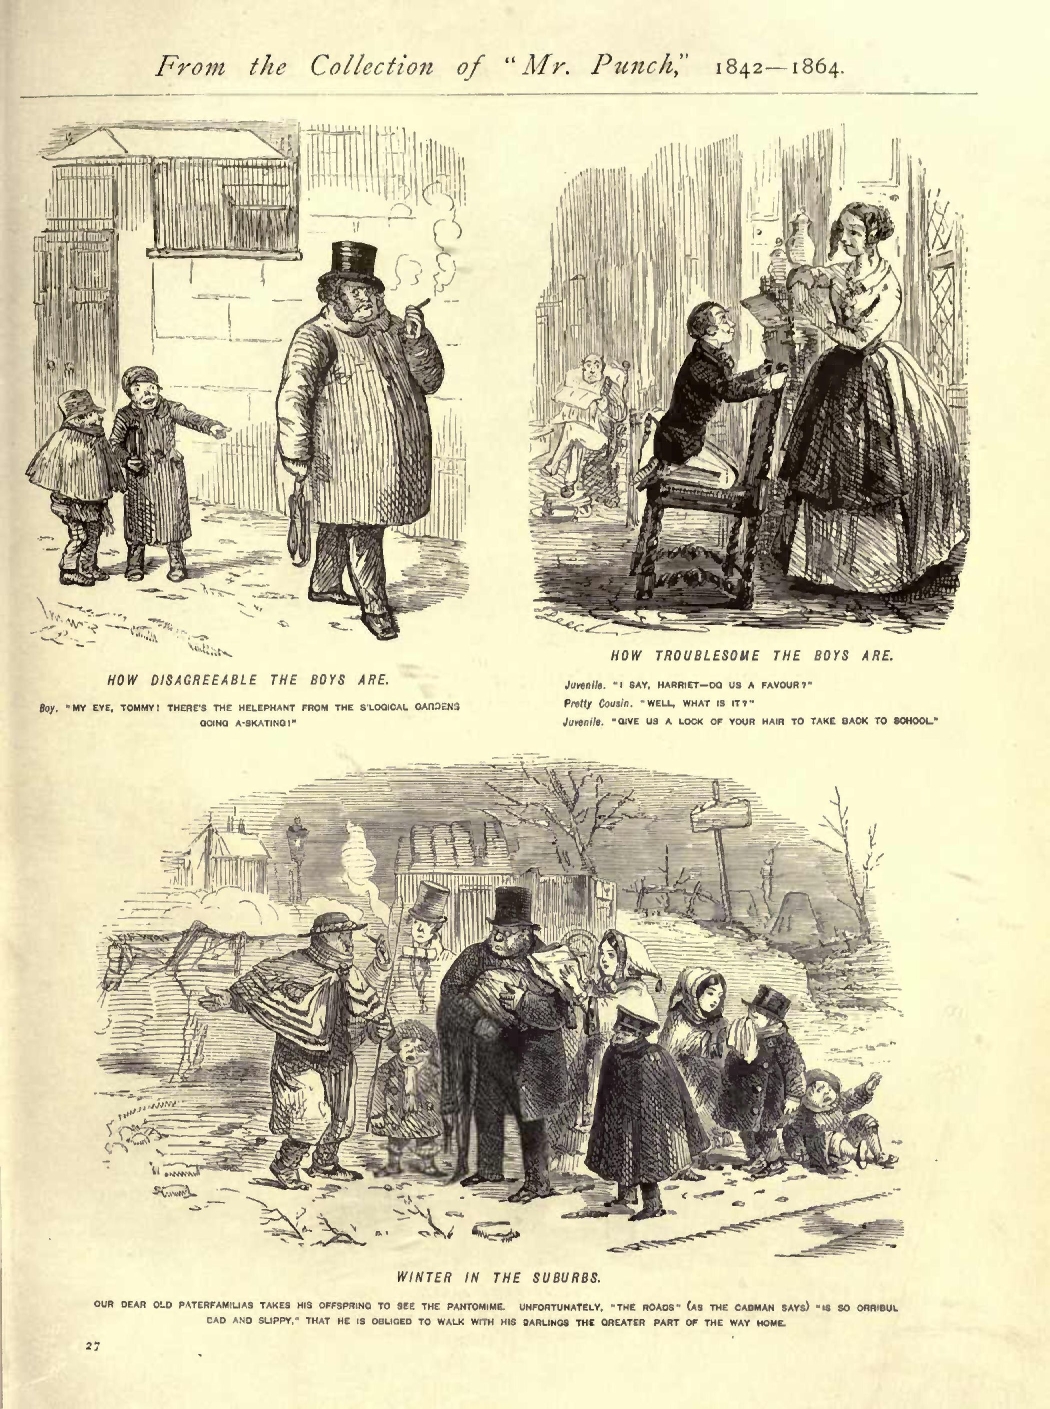 From the Collection of "Mr. Punch," 1842—1864.
HOW DISAGREEABLE THE BOYS ARE.
Boy. "MY EYE, TOMMY! THERE'S THE HELEPHANT FROM THE S'LOGICAL GARDENS
GOING A-SKATING!"
Leech
HOW TROUBLESOME THE BOYS ARE.
Juvenile. "I SAY, HARRIET—DO US A FAVOUR?"
Pretty Cousin. "WELL, WHAT IS IT?"
Juvenile. "GIVE US A LOCK OF YOUR HAIR TO TAKE BACK TO SCHOOL."
WINTER IN THE SUBURBS.
OUR DEAR OLD PATERFAMILIAS TAKES HIS OFFSPRING TO SEE THE PANTOMIME. UNFORTUNATELY, "THE ROADS" (AS THE CABMAN SAYS) "IS SO ORRIBUL
BAD AND SLIPPY," THAT HE IS OBLIGED TO WALK WITH HIS DARLINGS THE GREATER PART OF THE WAY HOME.
27